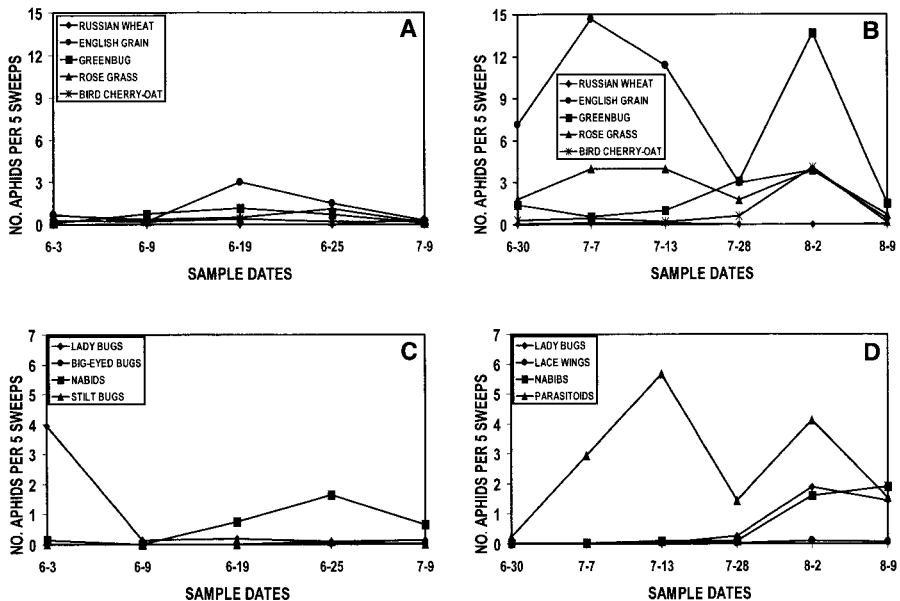 A
NO. APHIDS PER 5 SWEEPS
15
12
9
6
3
0
RUSSIAN WHEAT
ENGLISH GRAIN
GREENBUG
ROSE GRASS
BIRD CHERRY-OAT
6-3 6-9 6-19 6-25 7-9
SAMPLE DATES
B
NO. APHIDS PER 5 SWEEPS
15
12
9
6
3
0
RUSSIAN WHEAT
ENGLISH GRAIN
GREENBUG
ROSE GRASS
BIRD CHERRY-OAT
6-30 7-7 7-13 7-28 8-2 8-9
SAMPLE DATES
C
NO. APHIDS PER 5 SWEEPS
7
6
5
4
3
2
1
0
LADY BUGS
BIG-EYED BUGS
NABIDS
STILT BUGS
6-3 6-9 6-19 6-25 7-9
SAMPLE DATES
D
NO. APHIDS PER 5 SWEEPS
7
6
5
4
3
2
1
0
LADY BUGS
LACE WINGS
NABIBS
PARASITOIDS
6-30 7-7 7-13 7-28 8-2 8-9
SAMPLE DATES